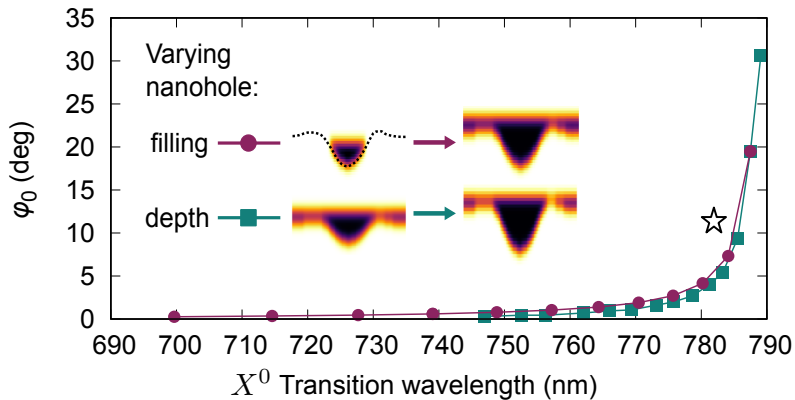 35
30
25
20
15
10
5
0
φ₀ (deg)
Varying
nanohole:
filling
depth
690 700 710 720 730 740 750 760 770 780 790
X⁰ Transition wavelength (nm)